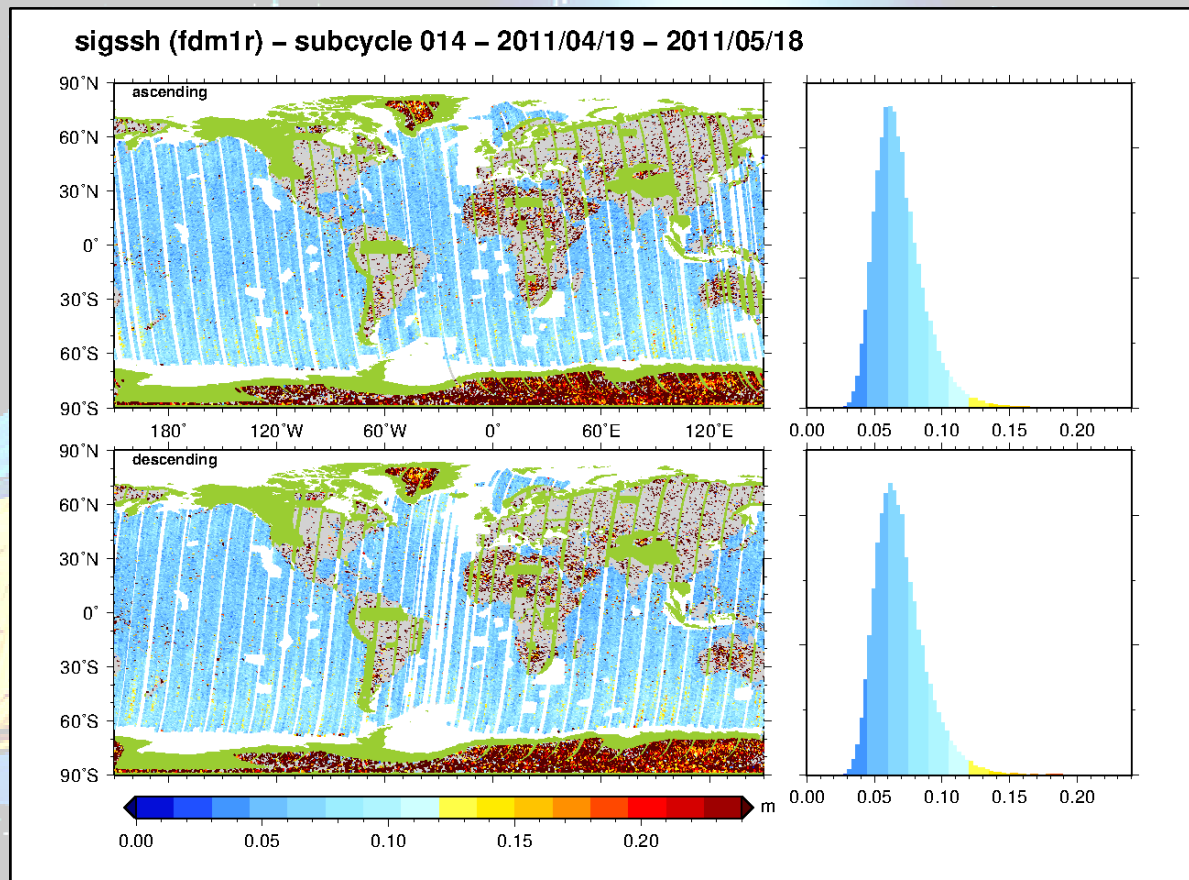 sigssh (fdm1r) – subcycle 014 – 2011/04/19 – 2011/05/18
ascending
90˚N
60˚N
30˚N
0˚
30˚S
60˚S
90˚S
180˚ 120˚W 60˚W 0˚ 60˚E 120˚E
0.00 0.05 0.10 0.15 0.20
descending
90˚N
60˚N
30˚N
0˚
30˚S
60˚S
90˚S
0.00 0.05 0.10 0.15 0.20
m
0.00 0.05 0.10 0.15 0.20